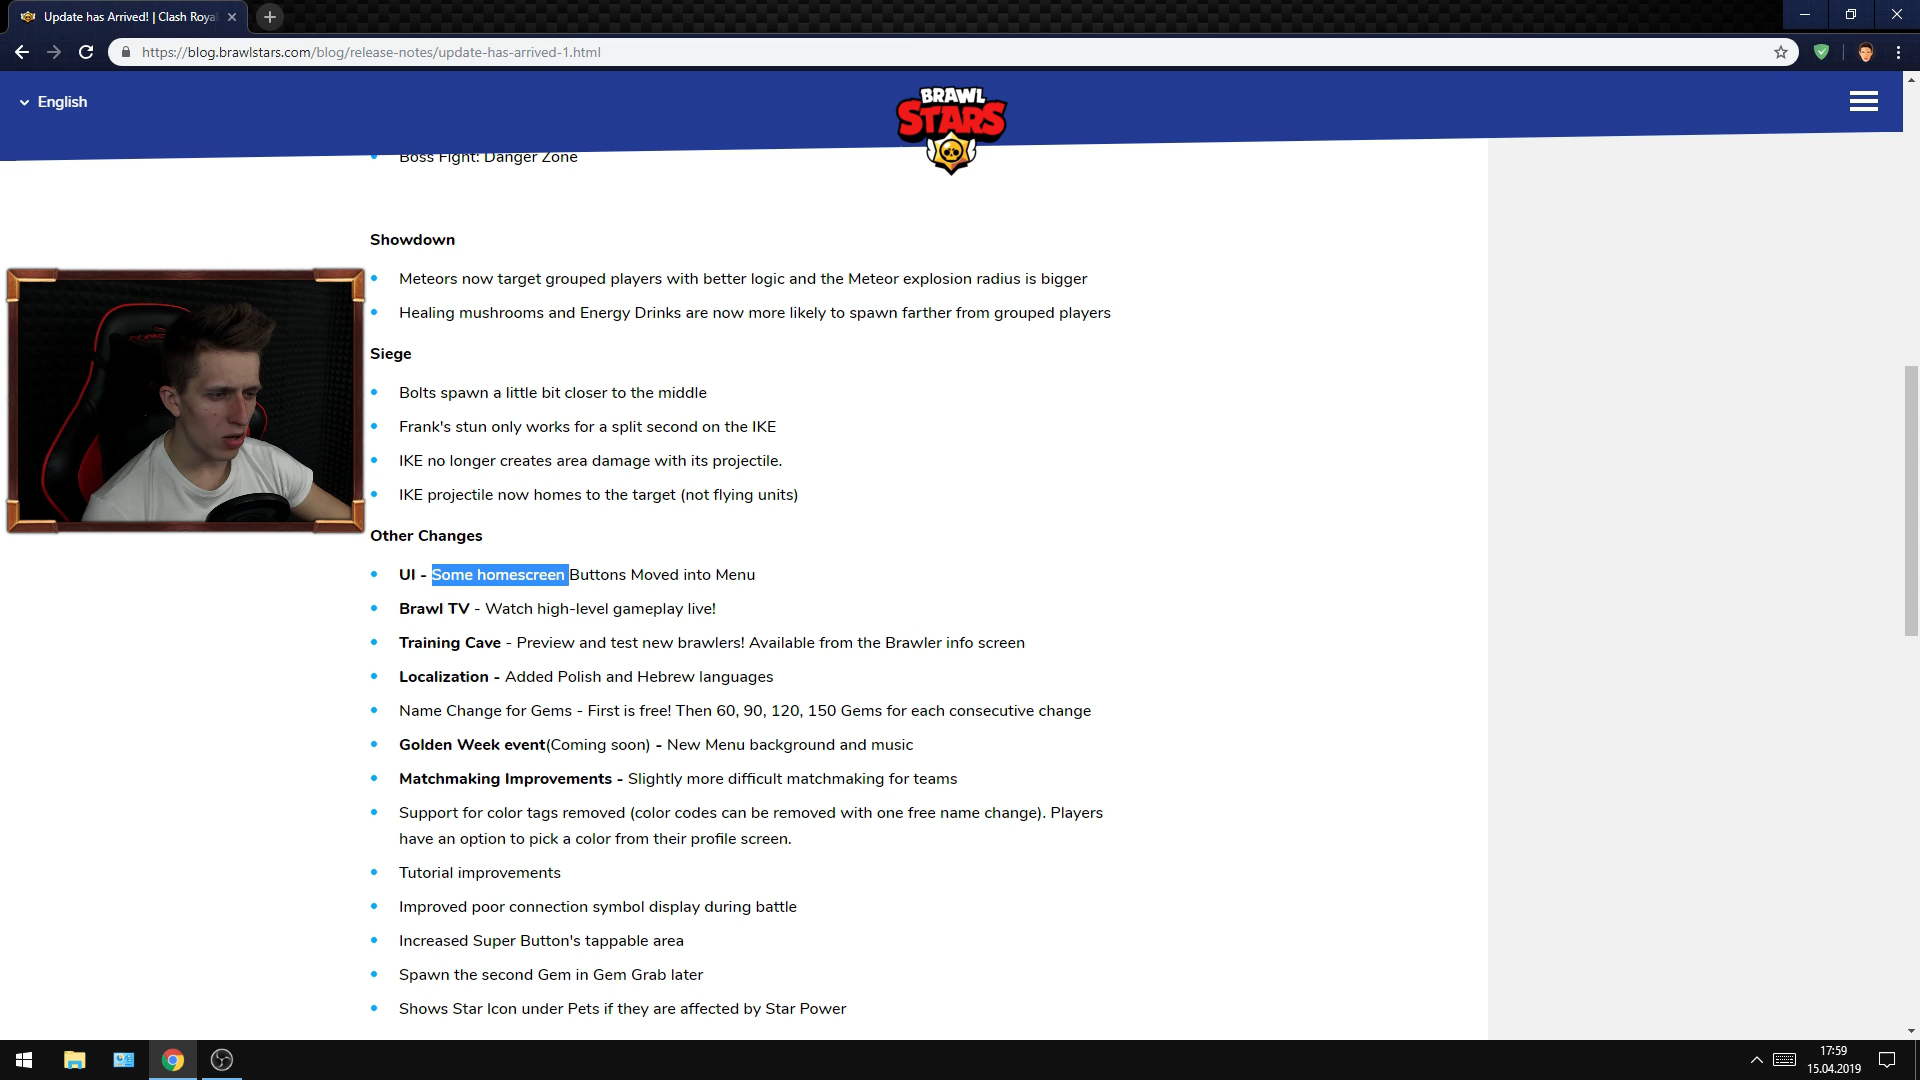 Update has Arrived! | Clash Roya
https://blog.brawlstars.com/blog/release-notes/update-has-arrived-1.html
English
BRAWL
STARS
Boss Fight: Danger Zone
Showdown
Meteors now target grouped players with better logic and the Meteor explosion radius is bigger
Healing mushrooms and Energy Drinks are now more likely to spawn farther from grouped players
Siege
Bolts spawn a little bit closer to the middle
Frank's stun only works for a split second on the IKE
IKE no longer creates area damage with its projectile.
IKE projectile now homes to the target (not flying units)
Other Changes
UI - Some homescreen Buttons Moved into Menu
Brawl TV - Watch high-level gameplay live!
Training Cave - Preview and test new brawlers! Available from the Brawler info screen
Localization - Added Polish and Hebrew languages
Name Change for Gems - First is free! Then 60, 90, 120, 150 Gems for each consecutive change
Golden Week event(Coming soon) - New Menu background and music
Matchmaking Improvements - Slightly more difficult matchmaking for teams
Support for color tags removed (color codes can be removed with one free name change). Players
have an option to pick a color from their profile screen.
Tutorial improvements
Improved poor connection symbol display during battle
Increased Super Button's tappable area
Spawn the second Gem in Gem Grab later
Shows Star Icon under Pets if they are affected by Star Power
17:59
15.04.2019